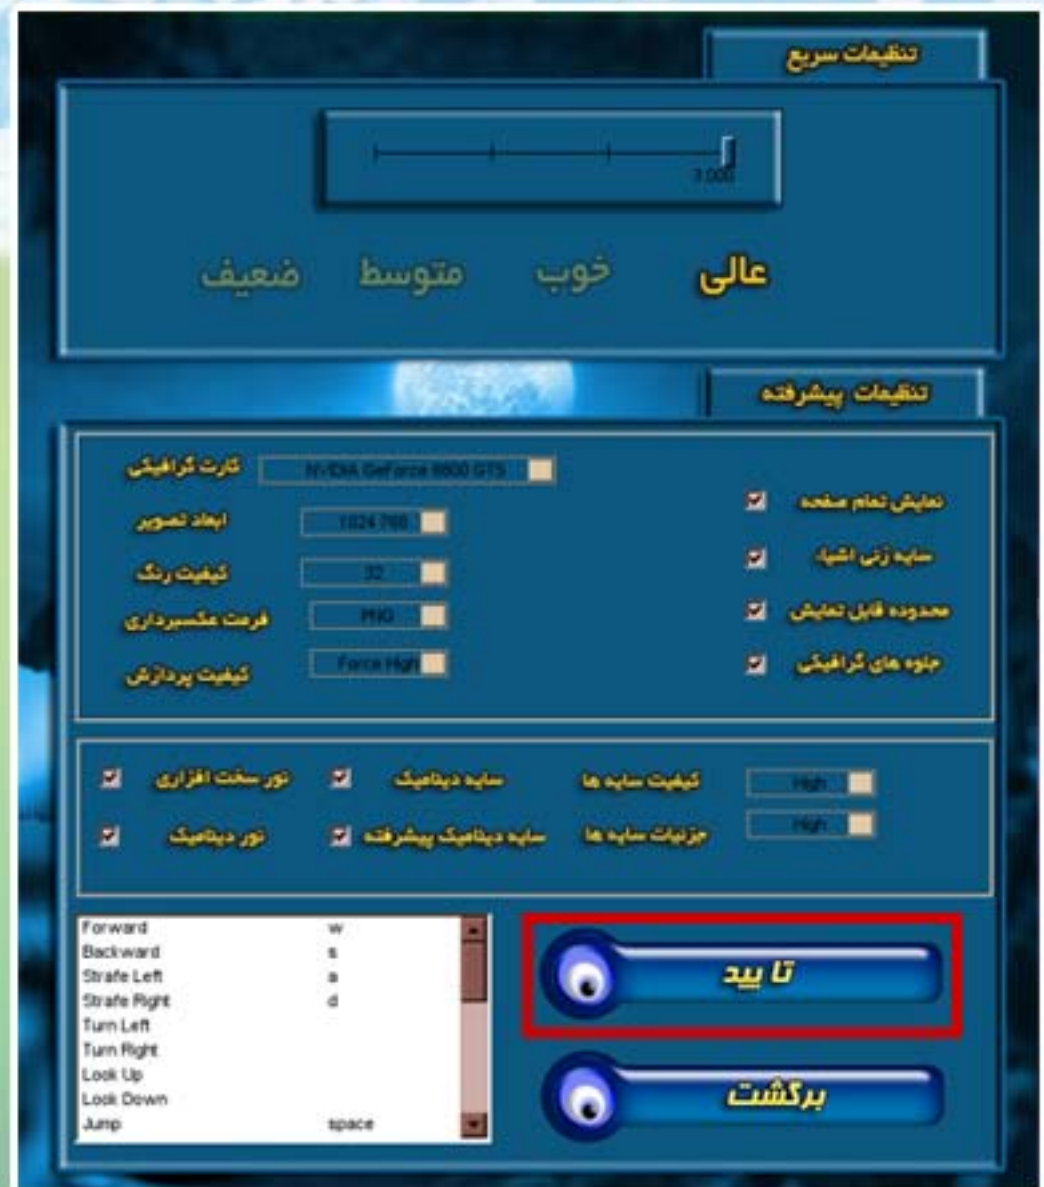 تنظیمات سریع
3.000
عالی خوب متوسط ضعیف
تنظیمات پیشرفته
کارت گرافیکی NVIDIA GeForce 8600 GTS
نمایش تمام صفحه
ابعاد تصویر 1024 768
سایه زنی اشیاء
کیفیت رنگ 32
محدوده قابل نمایش
فرمت عکسبرداری PNG
جلوه های گرافیکی
کیفیت پردازش Force High
کیفیت سایه ها High
سایه دینامیک
نور سخت افزاری
جزئیات سایه ها High
سایه دینامیک پیشرفته
نور دینامیک
Forward w
Backward s
Strafe Left a
Strafe Right d
Turn Left
Turn Right
Look Up
Look Down
Jump space
تا یید
برگشت